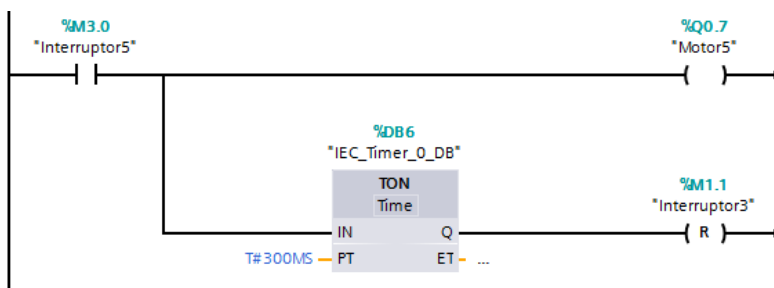 %M3.0
"Interruptor5"
%Q0.7
"Motor5"
%DB6
"IEC_Timer_0_DB"
TON
Time
%M1.1
"Interruptor3"
IN
Q
R
T#300MS
PT
ET
...